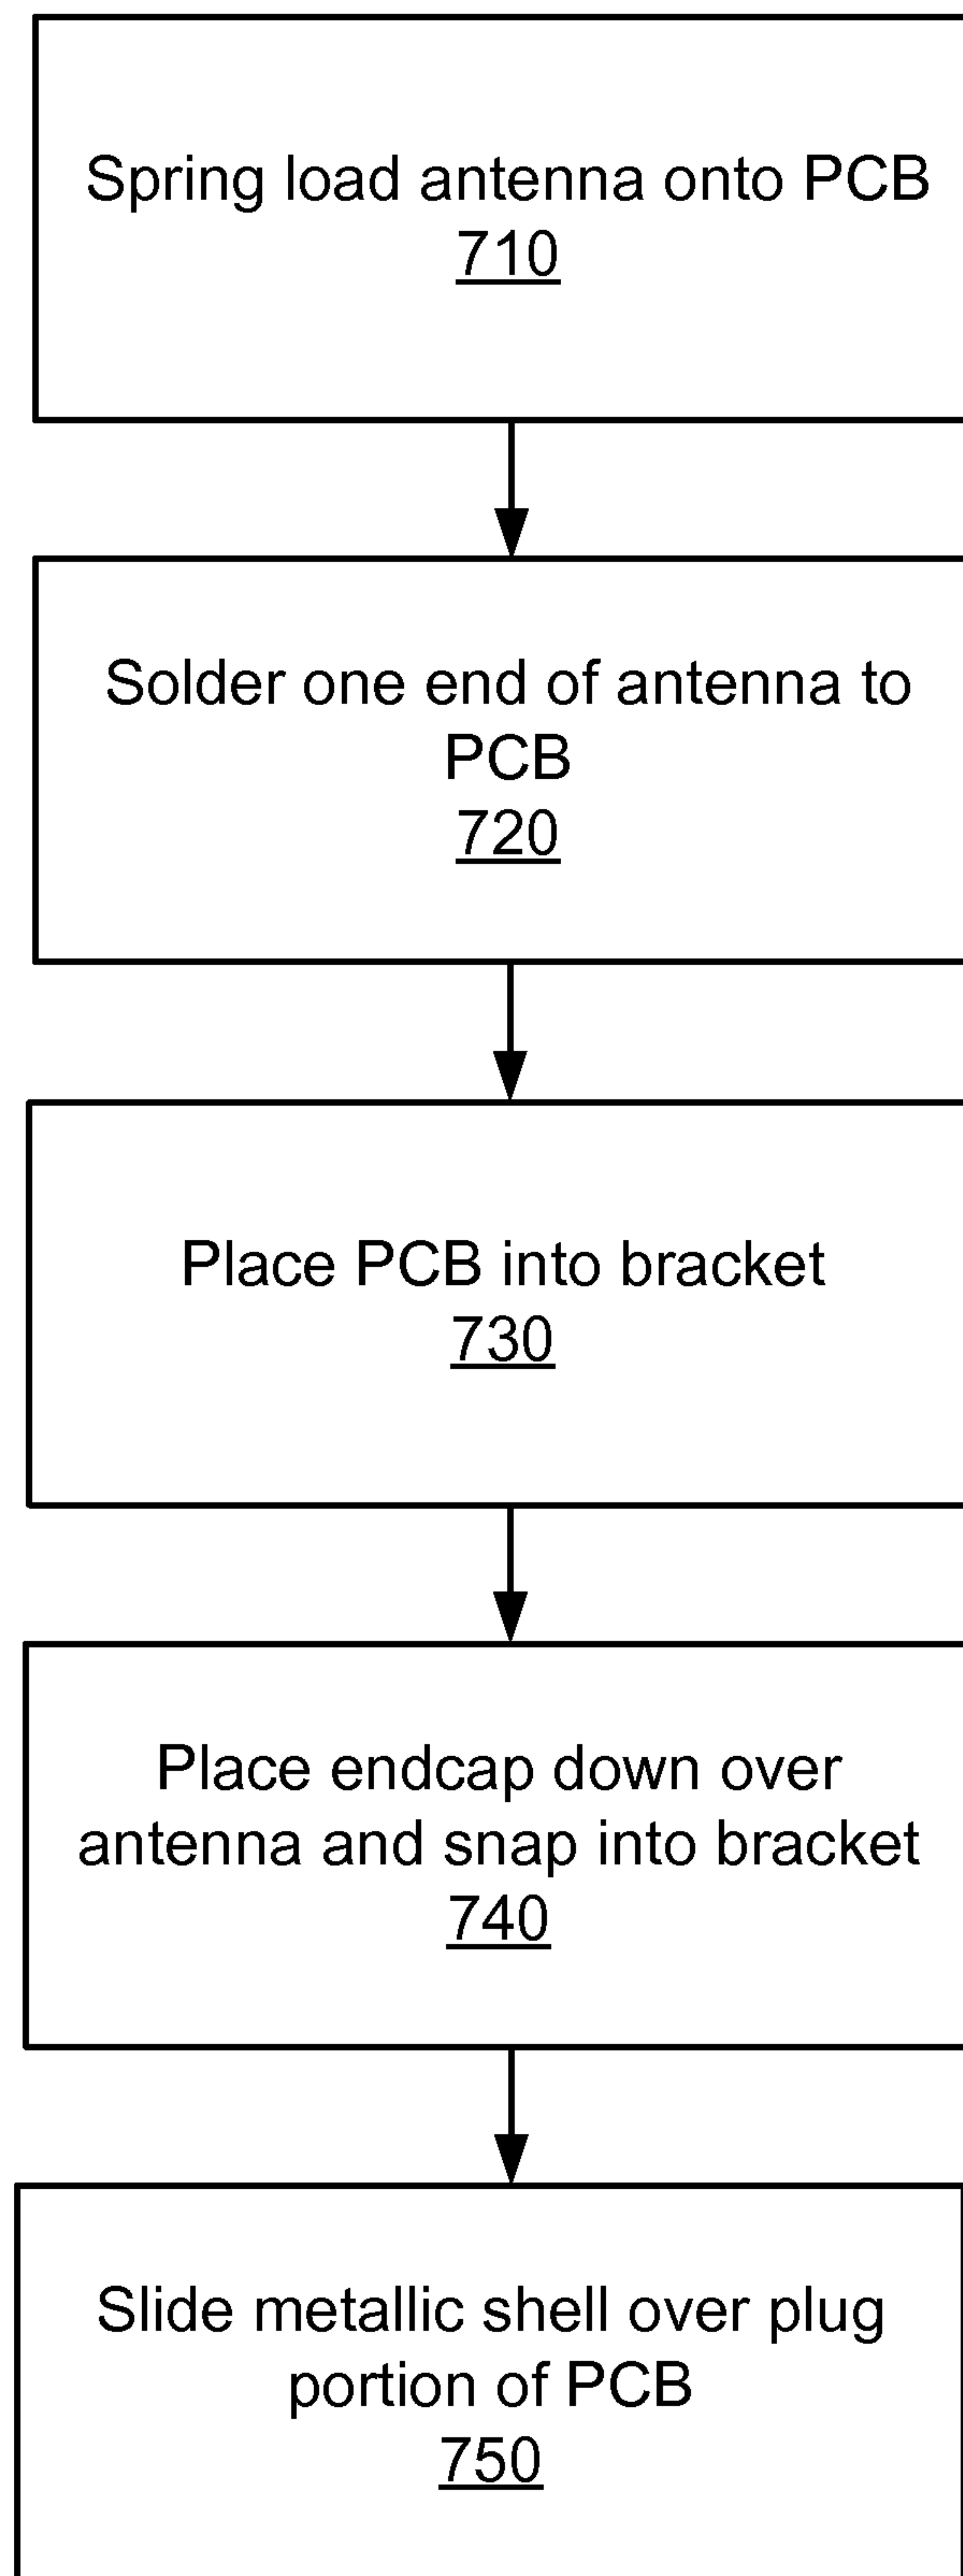 Spring load antenna onto PCB
710
Solder one end of antenna to
PCB
720
Place PCB into bracket
730
Place endcap down over
antenna and snap into bracket
740
Slide metallic shell over plug
portion of PCB
750